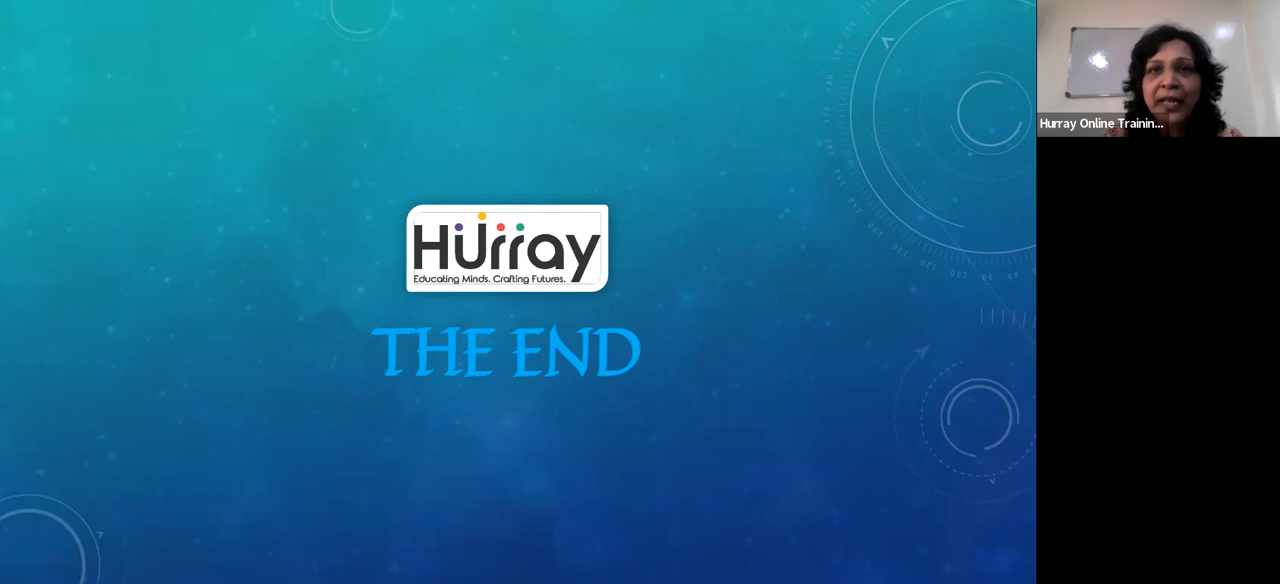 Hurray
Educating Minds. Crafting Futures.
THE END
Hurray Online Trainin...